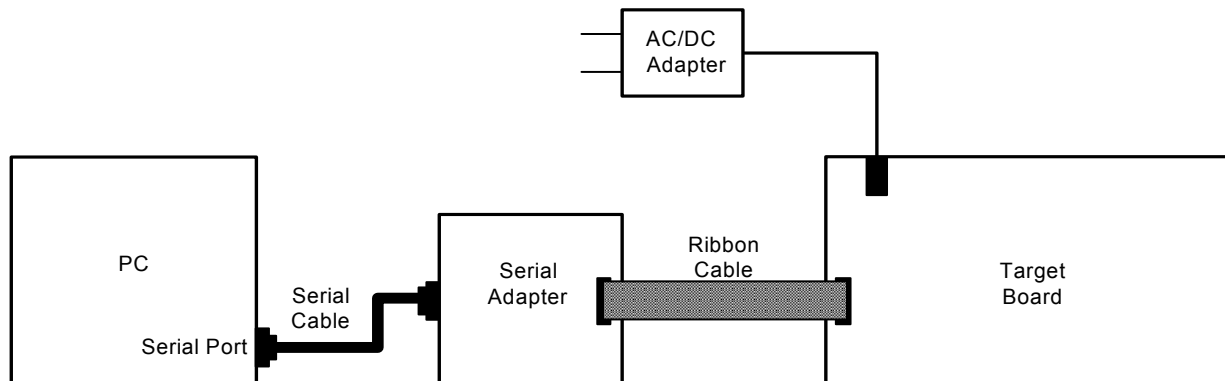 AC/DC
Adapter
PC
Serial
Cable
Serial Port
Serial
Adapter
Ribbon
Cable
Target
Board